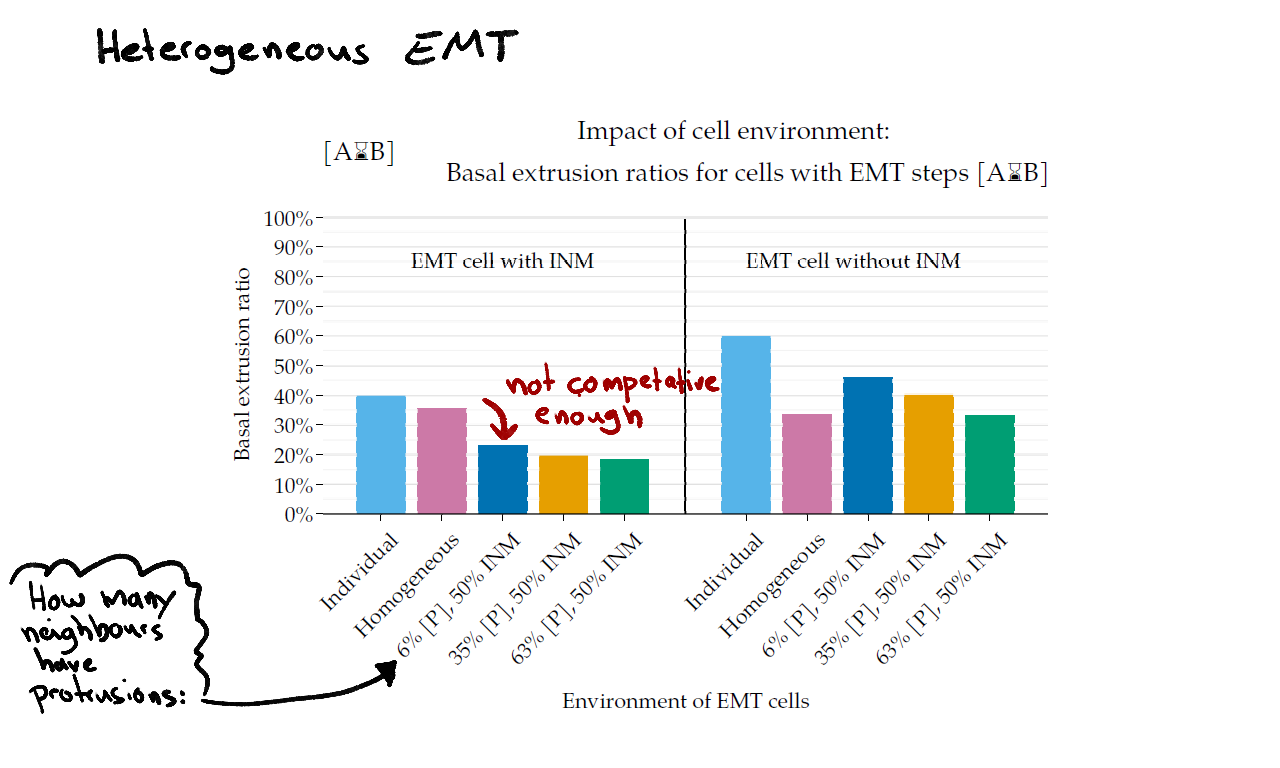 Heterogeneous EMT
Impact of cell environment:
[A⌛B]
Basal extrusion ratios for cells with EMT steps [A⌛B]
Basal extrusion ratio
100%
90%
80%
70%
60%
50%
40%
30%
20%
10%
0%
EMT cell with INM
EMT cell without INM
not competative
enough
Individual
Homogeneous
6% [P], 50% INM
35% [P], 50% INM
63% [P], 50% INM
Individual
Homogeneous
6% [P], 50% INM
35% [P], 50% INM
63% [P], 50% INM
Environment of EMT cells
How many
neighbours
have
protrusions: